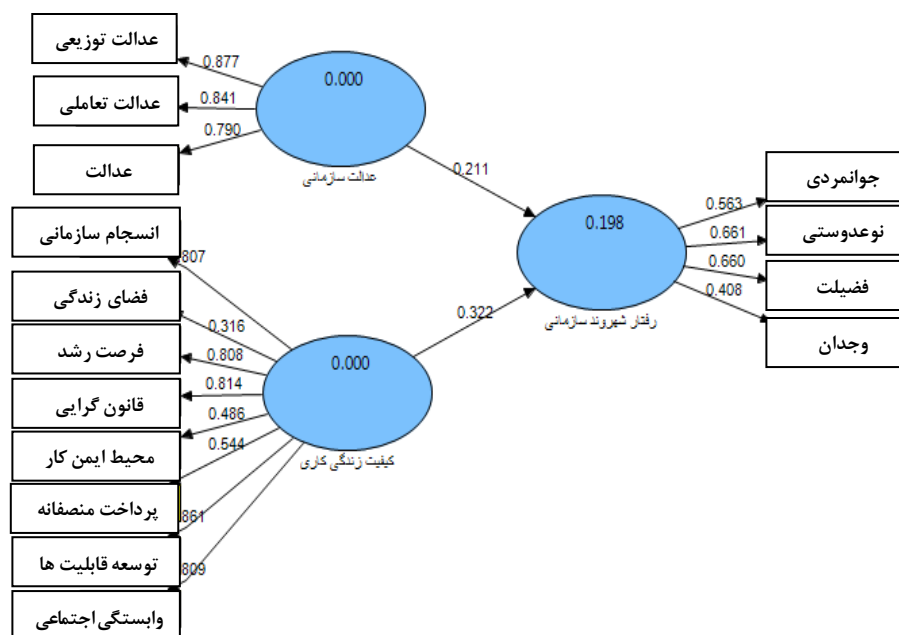 عدالت توزیعی
0.877
عدالت تعاملی
0.841
عدالت
0.790
0.000
عدالت سازمانی
0.211
انسجام سازمانی
807
فضای زندگی
0.316
فرصت رشد
0.808
قانون گرایی
0.814
محیط ایمن کار
0.486
پرداخت منصفانه
0.544
توسعه قابلیت ها
861
وابستگی اجتماعی
809
0.000
کیفیت زندگی کاری
0.322
0.198
رفتار شهروند سازمانی
جوانمردی
0.563
نوعدوستی
0.661
فضیلت
0.660
وجدان
0.408